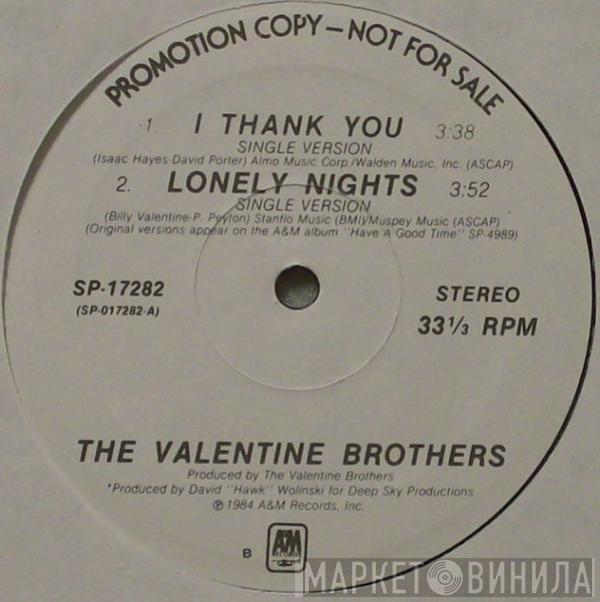 PROMOTION COPY—NOT FOR SALE
1. I THANK YOU 3:38
SINGLE VERSION
(Isaac Hayes-David Porter) Almo Music Corp./Walden Music, Inc. (ASCAP)
2. LONELY NIGHTS 3:52
SINGLE VERSION
(Billy Valentine-P. Peyton) Stanfio Music (BMI)/Muspey Music (ASCAP)
(Original versions appear on the A&M album "Have A Good Time" SP-4989)
SP-17282
(SP-017282-A)
STEREO
33 1/3 RPM
THE VALENTINE BROTHERS
Produced by The Valentine Brothers
*Produced by David "Hawk" Wolinski for Deep Sky Productions
℗ 1984 A&M Records, Inc.
B
A&M
RECORDS
МАРКЕТ ВИНИЛА